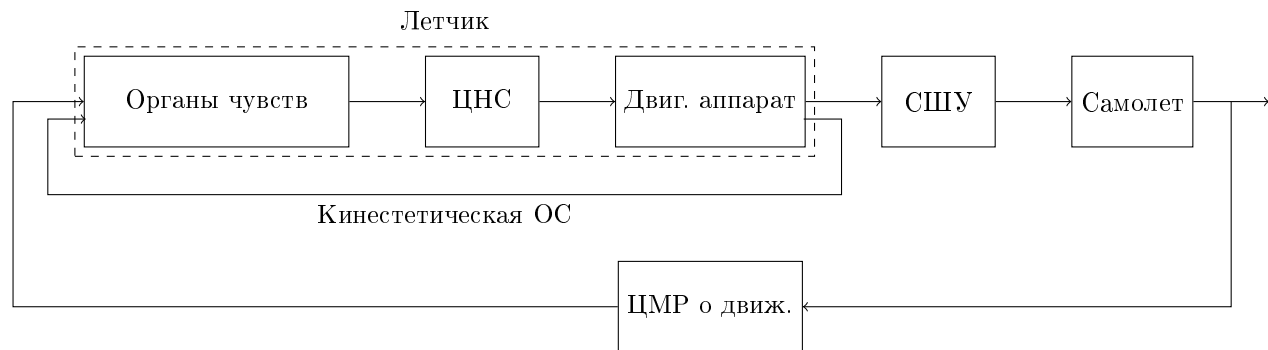 Летчик
Органы чувств
ЦНС
Двиг. аппарат
СШУ
Самолет
Кинестетическая ОС
ЦМР о движ.